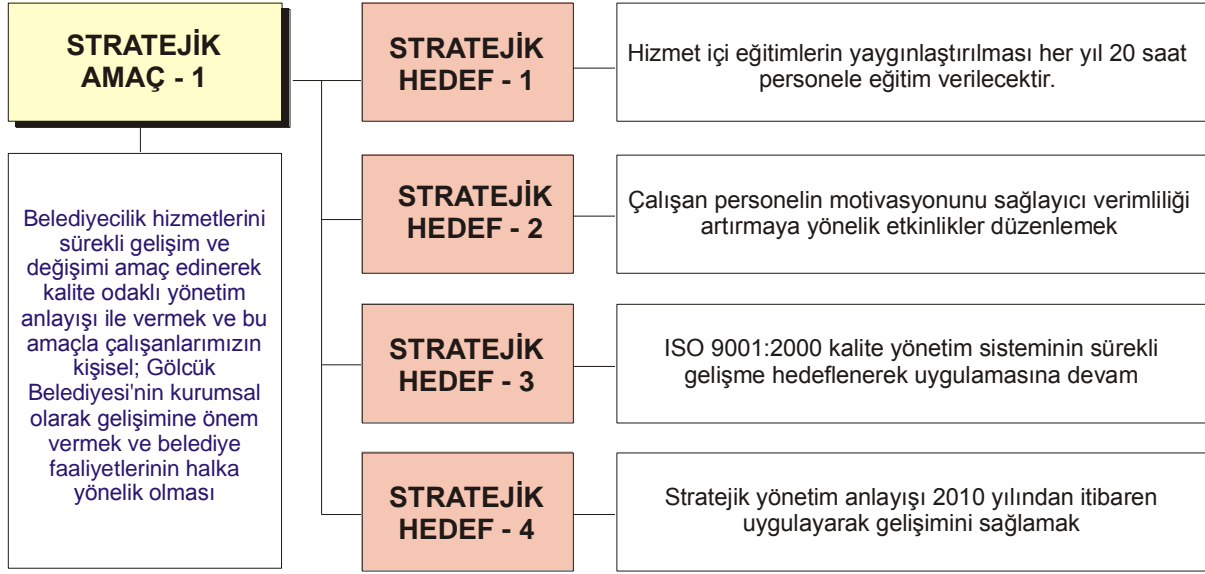 STRATEJİK
AMAÇ - 1
Belediyecilik hizmetlerini
sürekli gelişim ve
değişimi amaç edinerek
kalite odaklı yönetim
anlayışı ile vermek ve bu
amaçla çalışanlarımızın
kişisel; Gölcük
Belediyesi'nin kurumsal
olarak gelişimine önem
vermek ve belediye
faaliyetlerinin halka
yönelik olması
STRATEJİK
HEDEF - 1
Hizmet içi eğitimlerin yaygınlaştırılması her yıl 20 saat
personele eğitim verilecektir.
STRATEJİK
HEDEF - 2
Çalışan personelin motivasyonunu sağlayıcı verimliliği
artırmaya yönelik etkinlikler düzenlemek
STRATEJİK
HEDEF - 3
ISO 9001:2000 kalite yönetim sisteminin sürekli
gelişme hedeflenerek uygulamasına devam
STRATEJİK
HEDEF - 4
Stratejik yönetim anlayışı 2010 yılından itibaren
uygulayarak gelişimini sağlamak